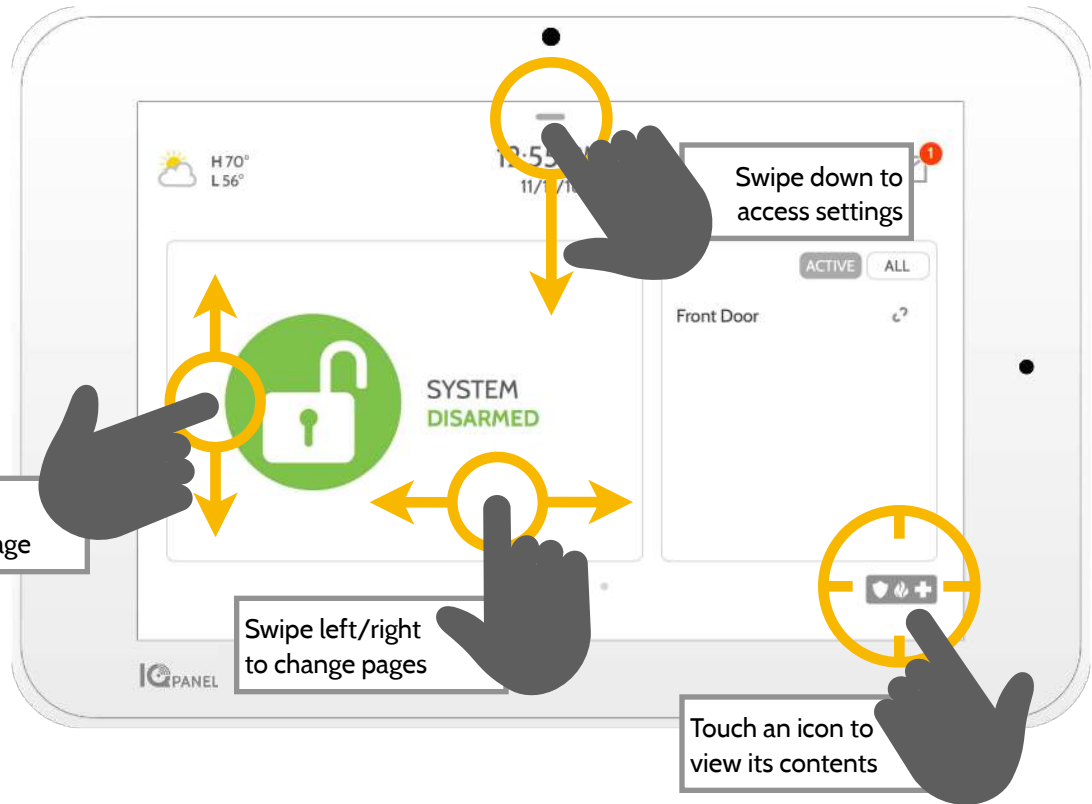 H 70°
L 56°
1
Swipe down to
access settings
ACTIVE
ALL
Front Door
SYSTEM
DISARMED
Swipe left/right
to change pages
IQ PANEL
Touch an icon to
view its contents